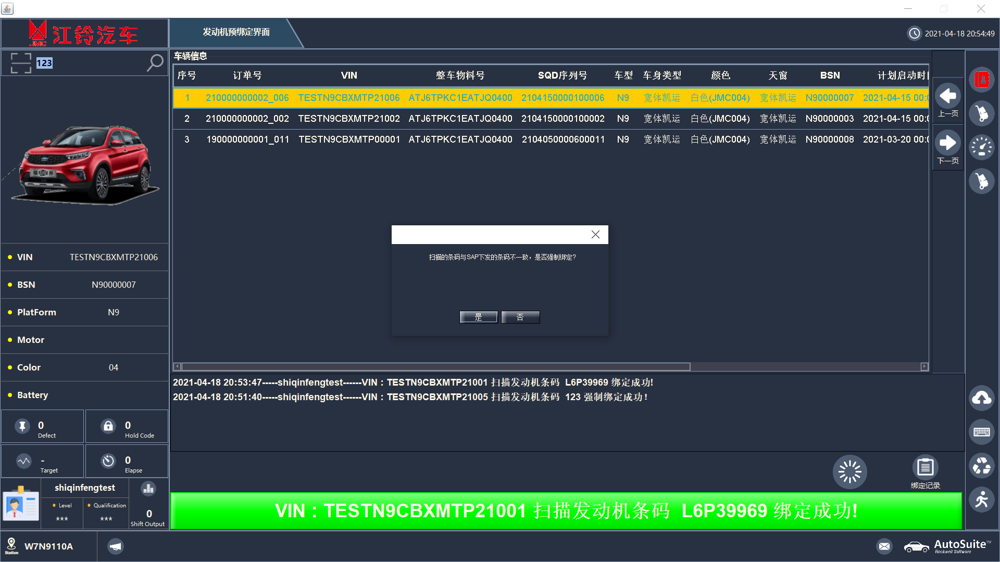 JMC 江铃汽车
发动机预绑定界面
2021-04-18 20:54:49
123
车辆信息
序号 订单号 VIN 整车物料号 SQD序列号 车型 车身类型 颜色 天窗 BSN 计划启动时
1 210000000002_006 TESTN9CBXMTP21006 ATJ6TPKC1EATJQ0400 2104150000100006 N9 宽体凯运 白色(JMC004) 宽体凯运 N90000007 2021-04-15 00:0
2 210000000002_002 TESTN9CBXMTP21002 ATJ6TPKC1EATJQ0400 2104150000100002 N9 宽体凯运 白色(JMC004) 宽体凯运 N90000003 2021-04-15 00:0
3 190000000001_011 TESTN9CBXMTP00001 ATJ6TPKC1EATJQ0400 2104050000600011 N9 宽体凯运 白色(JMC004) 宽体凯运 N90000008 2021-03-20 00:0
上一页
下一页
扫描的条码与SAP下发的条码不一致，是否强制绑定?
是 否
VIN TESTN9CBXMTP21006
BSN N90000007
PlatForm N9
Motor
Color 04
Battery
0 Defect
0 Hold Code
- Target
0 Elapse
shiqinfengtest
Level
***
Qualification
***
0
Shift Output
2021-04-18 20:53:47-----shiqinfengtest------VIN : TESTN9CBXMTP21001 扫描发动机条码 L6P39969 绑定成功!
2021-04-18 20:51:40-----shiqinfengtest------VIN : TESTN9CBXMTP21005 扫描发动机条码 123 强制绑定成功!
绑定记录
VIN : TESTN9CBXMTP21001 扫描发动机条码 L6P39969 绑定成功!
Station W7N9110A
AutoSuite™
Rockwell Software